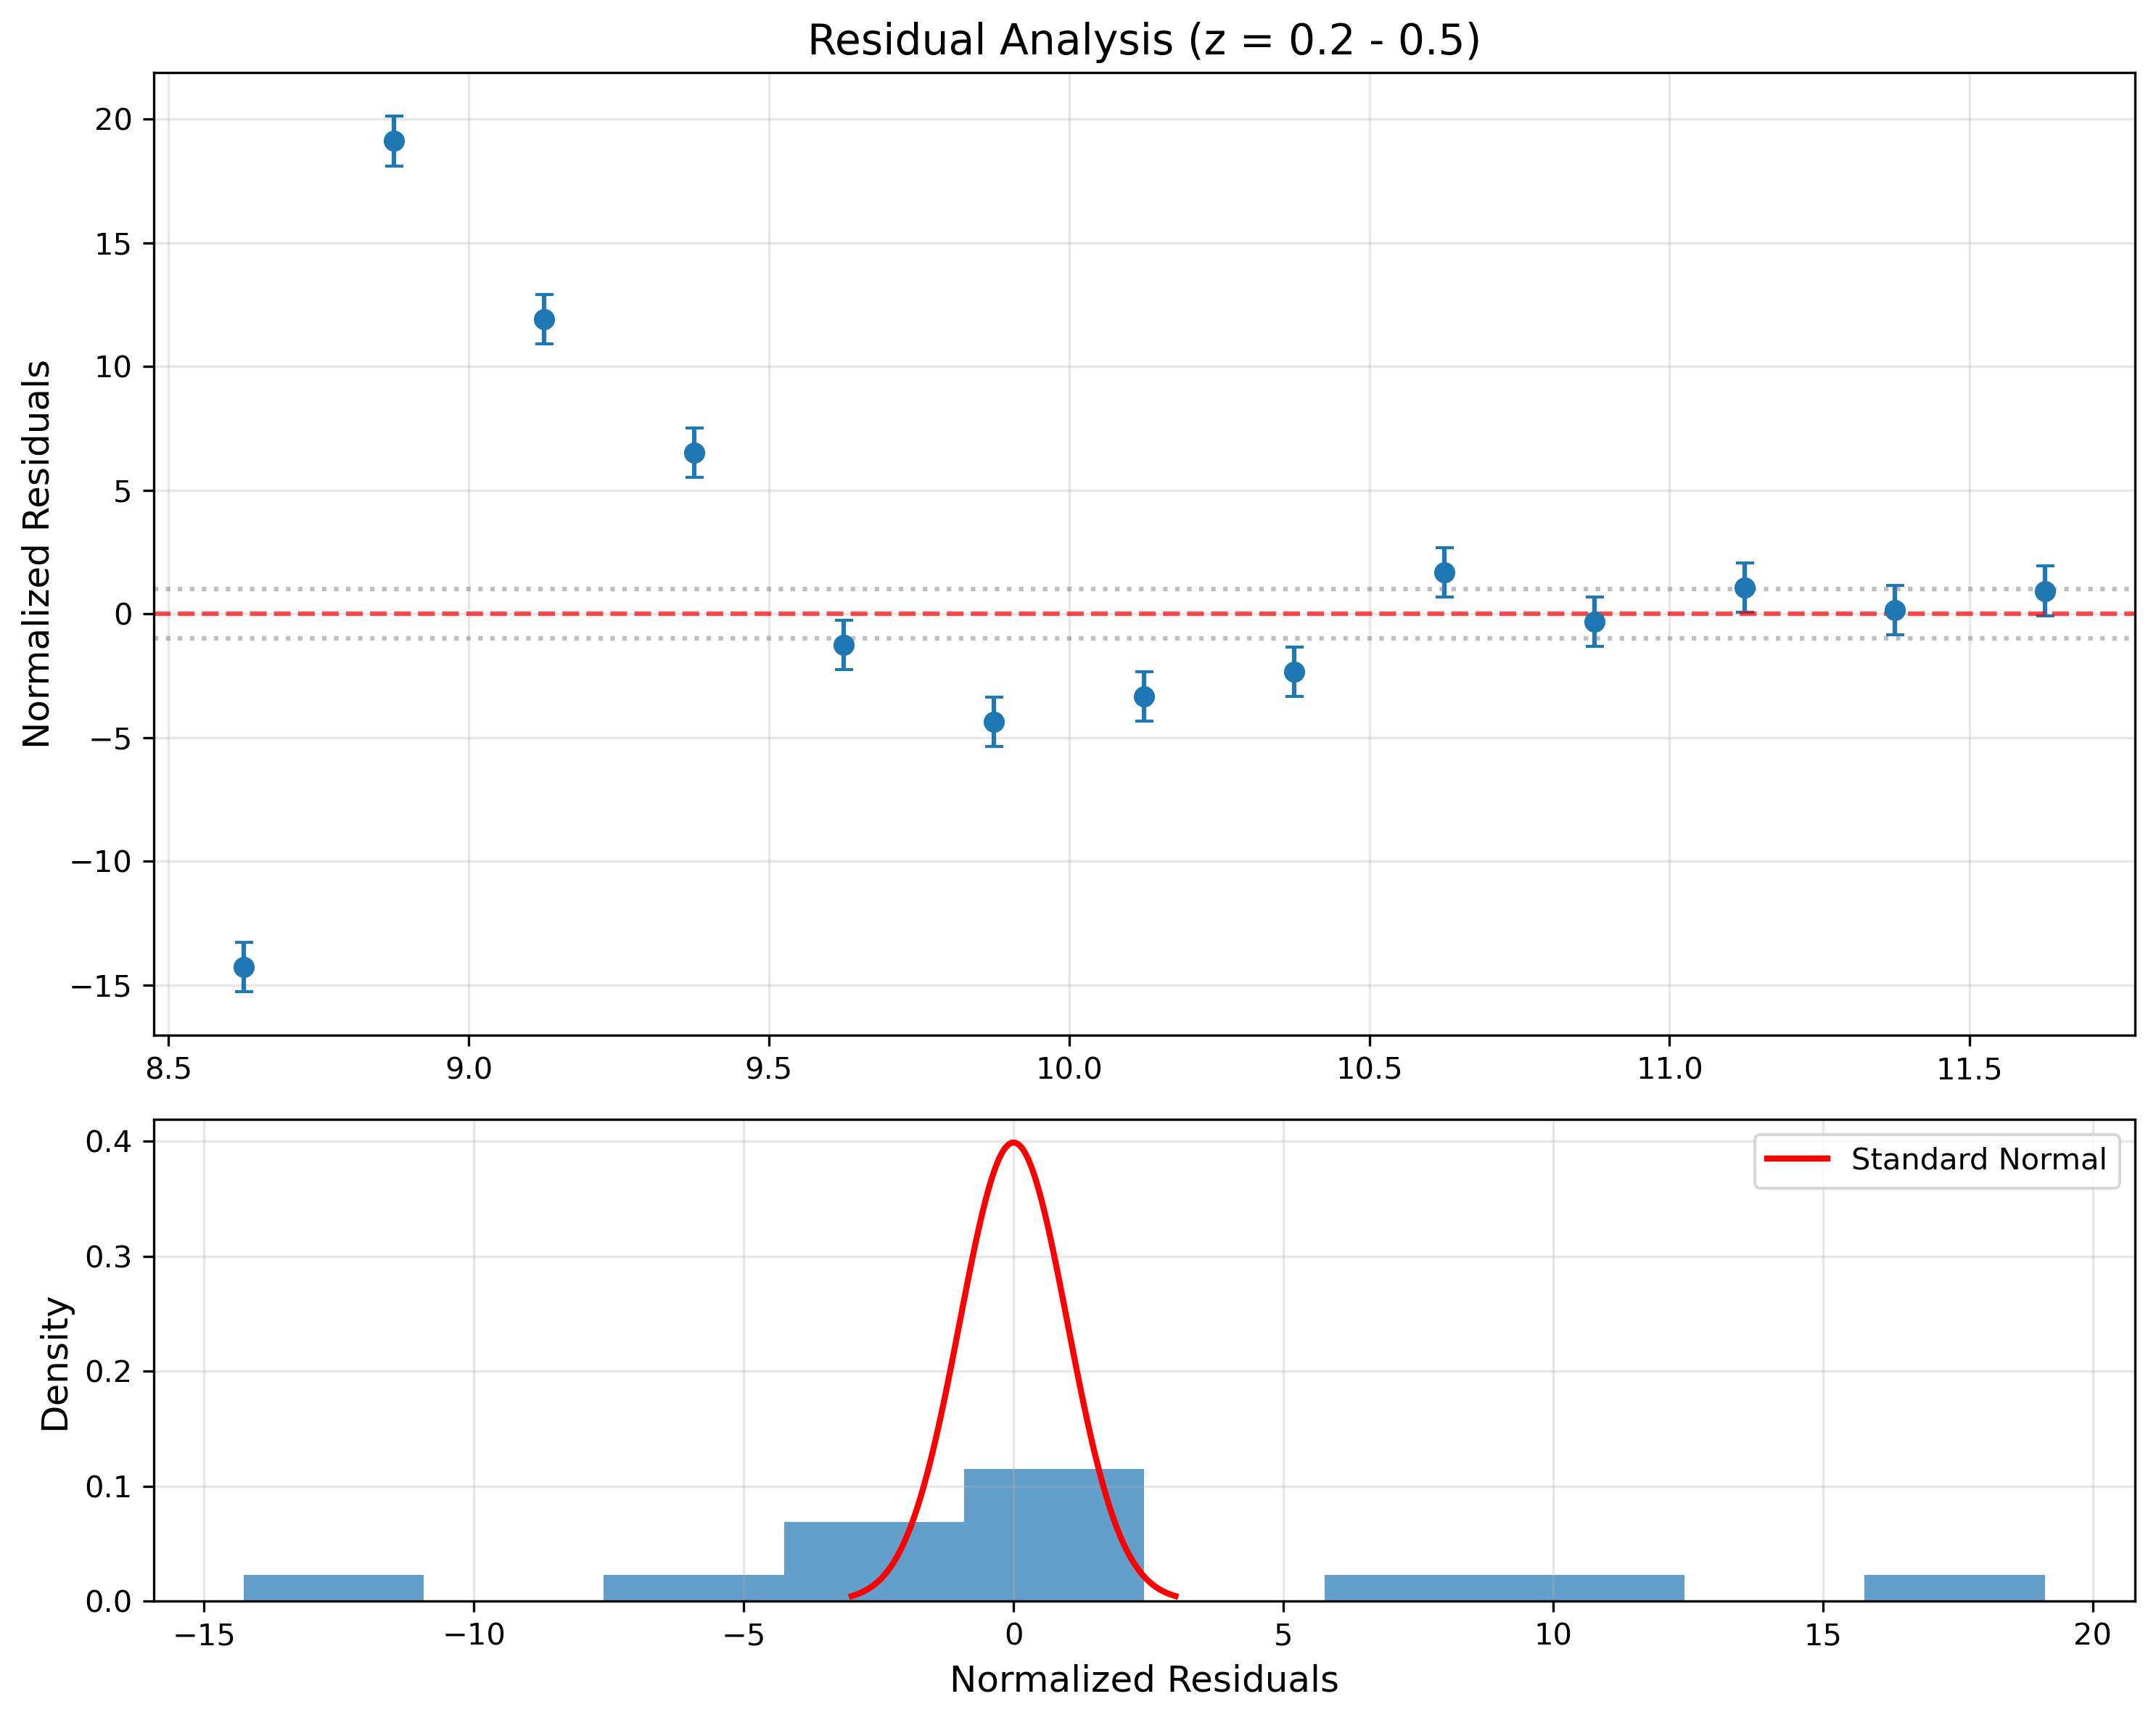 Residual Analysis (z = 0.2 - 0.5)
Normalized Residuals
20
15
10
5
0
−5
−10
−15
8.5 9.0 9.5 10.0 10.5 11.0 11.5
Density
0.4
0.3
0.2
0.1
0.0
Standard Normal
−15 −10 −5 0 5 10 15 20
Normalized Residuals